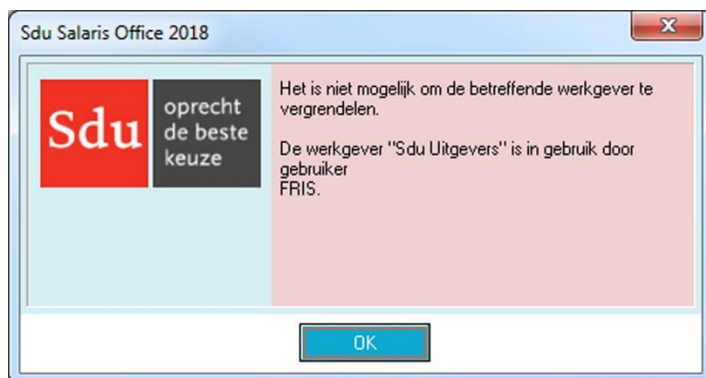 Sdu Salaris Office 2018
Sdu
oprecht
de beste
keuze
Het is niet mogelijk om de betreffende werkgever te
vergrendelen.
De werkgever "Sdu Uitgevers" is in gebruik door
gebruiker
FRIS.
OK